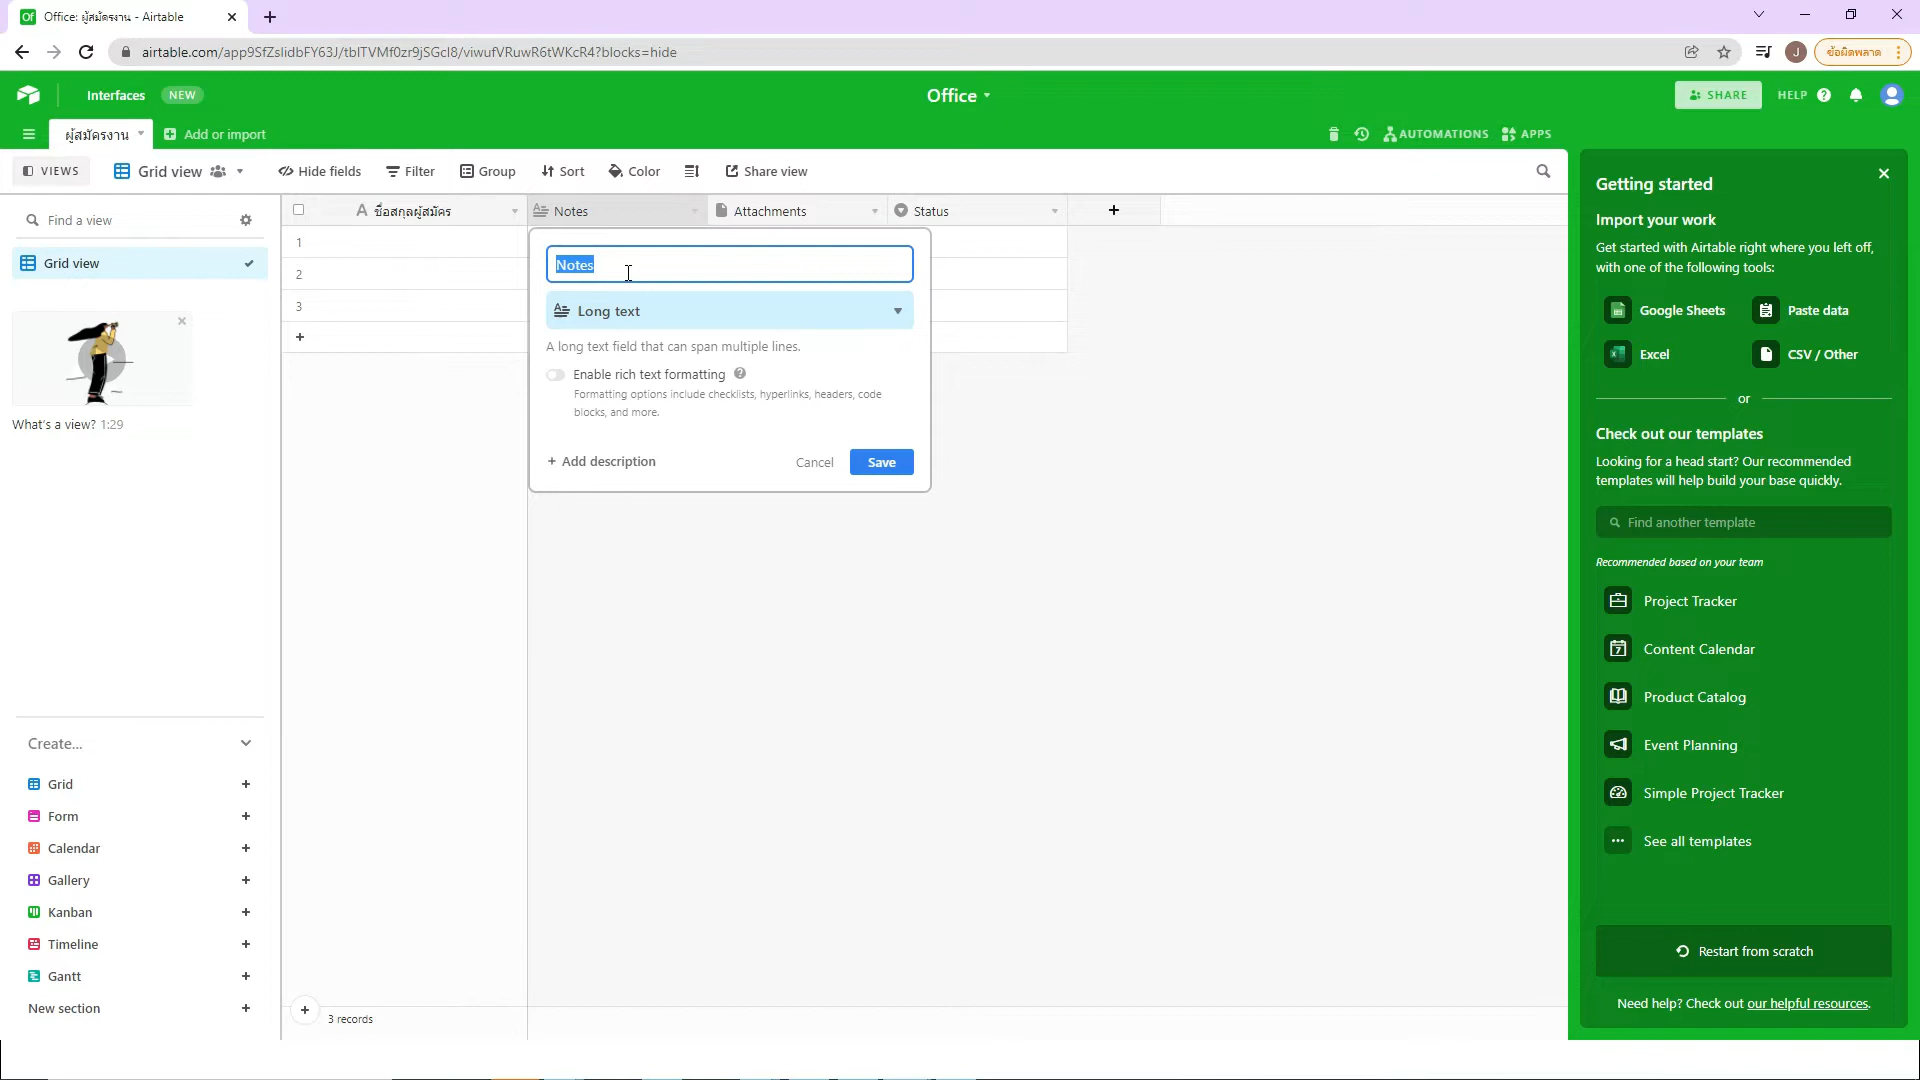 Office: ผู้สมัครงาน - Airtable
airtable.com/app9SfZslidbFY63J/tblTVMf0zr9jSGcI8/viwufVRuwR6tWKcR4?blocks=hide
J
ข้อผิดพลาด
Interfaces NEW
Office
SHARE
HELP
ผู้สมัครงาน
Add or import
AUTOMATIONS
APPS
VIEWS
Grid view
Hide fields
Filter
Group
Sort
Color
Share view
Find a view
Grid view
What's a view? 1:29
Create...
Grid
Form
Calendar
Gallery
Kanban
Timeline
Gantt
New section
A ชื่อสกุลผู้สมัคร
Notes
Attachments
Status
1
2
3
Notes
Long text
A long text field that can span multiple lines.
Enable rich text formatting
Formatting options include checklists, hyperlinks, headers, code
blocks, and more.
+ Add description
Cancel
Save
3 records
Getting started
Import your work
Get started with Airtable right where you left off,
with one of the following tools:
Google Sheets
Paste data
Excel
CSV / Other
or
Check out our templates
Looking for a head start? Our recommended
templates will help build your base quickly.
Find another template
Recommended based on your team
Project Tracker
Content Calendar
Product Catalog
Event Planning
Simple Project Tracker
See all templates
Restart from scratch
Need help? Check out our helpful resources.